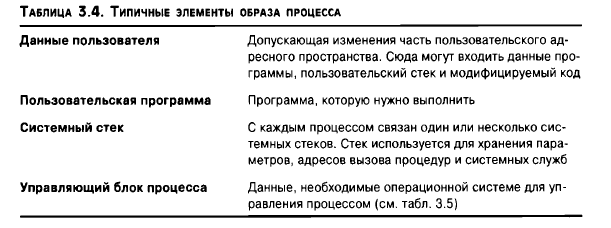 Таблица 3.4. Типичные элементы образа процесса
Данные пользователя
Допускающая изменения часть пользовательского ад-
ресного пространства. Сюда могут входить данные про-
граммы, пользовательский стек и модифицируемый код
Пользовательская программа
Программа, которую нужно выполнить
Системный стек
С каждым процессом связан один или несколько сис-
темных стеков. Стек используется для хранения пара-
метров, адресов вызова процедур и системных служб
Управляющий блок процесса
Данные, необходимые операционной системе для уп-
равления процессом (см. табл. 3.5)